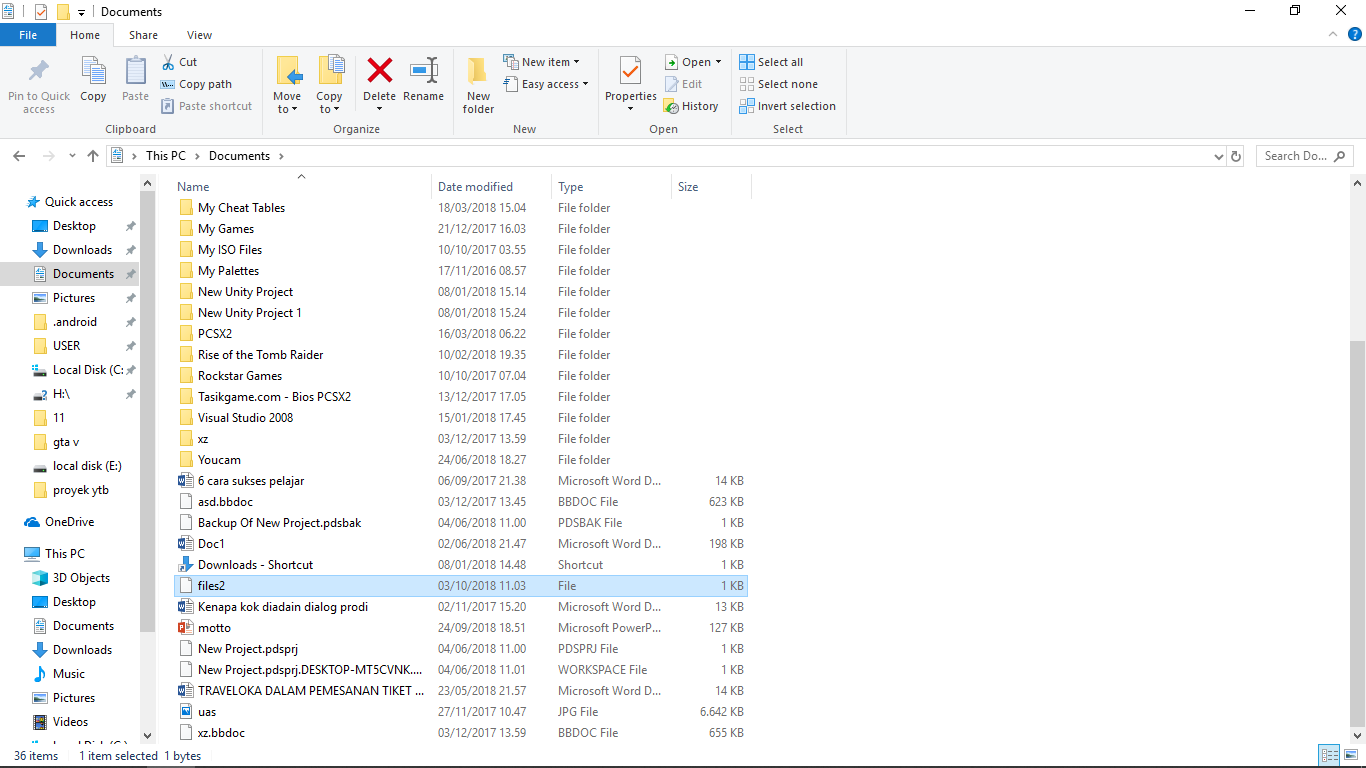 Documents
File Home Share View
Pin to Quick access
Copy
Paste
Cut
Copy path
Paste shortcut
Clipboard
Move to
Copy to
Delete
Rename
Organize
New folder
New item
Easy access
New
Properties
Open
Edit
History
Open
Select all
Select none
Invert selection
Select
This PC > Documents >
Search Do...
Quick access
Desktop
Downloads
Documents
Pictures
.android
USER
Local Disk (C:
H:\
11
gta v
local disk (E:)
proyek ytb
OneDrive
This PC
3D Objects
Desktop
Documents
Downloads
Music
Pictures
Videos
Name Date modified Type Size
My Cheat Tables 18/03/2018 15.04 File folder
My Games 21/12/2017 16.03 File folder
My ISO Files 10/10/2017 03.55 File folder
My Palettes 17/11/2016 08.57 File folder
New Unity Project 08/01/2018 15.14 File folder
New Unity Project 1 08/01/2018 15.24 File folder
PCSX2 16/03/2018 06.22 File folder
Rise of the Tomb Raider 10/02/2018 19.35 File folder
Rockstar Games 10/10/2017 07.04 File folder
Tasikgame.com - Bios PCSX2 13/12/2017 17.05 File folder
Visual Studio 2008 15/01/2018 17.45 File folder
xz 03/12/2017 13.59 File folder
Youcam 24/06/2018 18.27 File folder
6 cara sukses pelajar 06/09/2017 21.38 Microsoft Word D... 14 KB
asd.bbdoc 03/12/2017 13.45 BBDOC File 623 KB
Backup Of New Project.pdsbak 04/06/2018 11.00 PDSBAK File 1 KB
Doc1 02/06/2018 21.47 Microsoft Word D... 198 KB
Downloads - Shortcut 08/01/2018 14.48 Shortcut 1 KB
files2 03/10/2018 11.03 File 1 KB
Kenapa kok diadain dialog prodi 02/11/2017 15.20 Microsoft Word D... 13 KB
motto 24/09/2018 18.51 Microsoft PowerP... 127 KB
New Project.pdsprj 04/06/2018 11.00 PDSPRJ File 1 KB
New Project.pdsprj.DESKTOP-MT5CVNK.... 04/06/2018 11.01 WORKSPACE File 1 KB
TRAVELOKA DALAM PEMESANAN TIKET ... 23/05/2018 21.57 Microsoft Word D... 14 KB
uas 27/11/2017 10.47 JPG File 6.642 KB
xz.bbdoc 03/12/2017 13.59 BBDOC File 655 KB
36 items 1 item selected 1 bytes